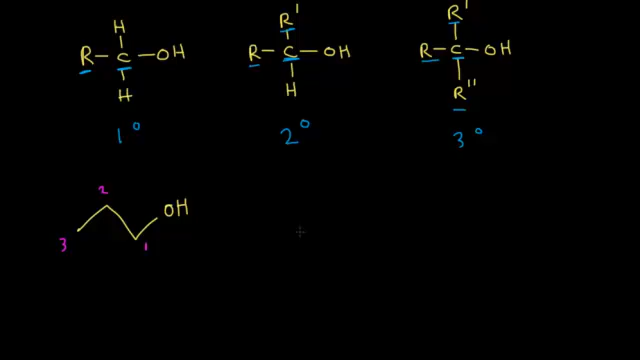 H R' R'
R-C-OH R-C-OH R-C-OH
H H R"
1° 2° 3°
2
OH
3 1